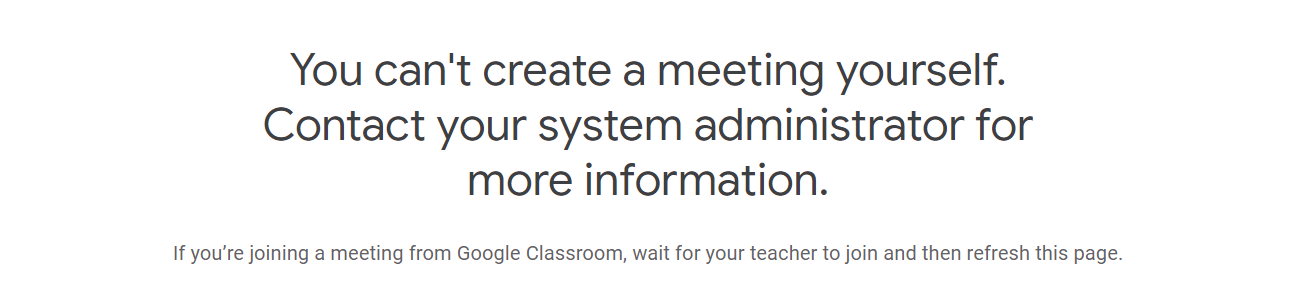 You can't create a meeting yourself.
Contact your system administrator for
more information.
If you’re joining a meeting from Google Classroom, wait for your teacher to join and then refresh this page.